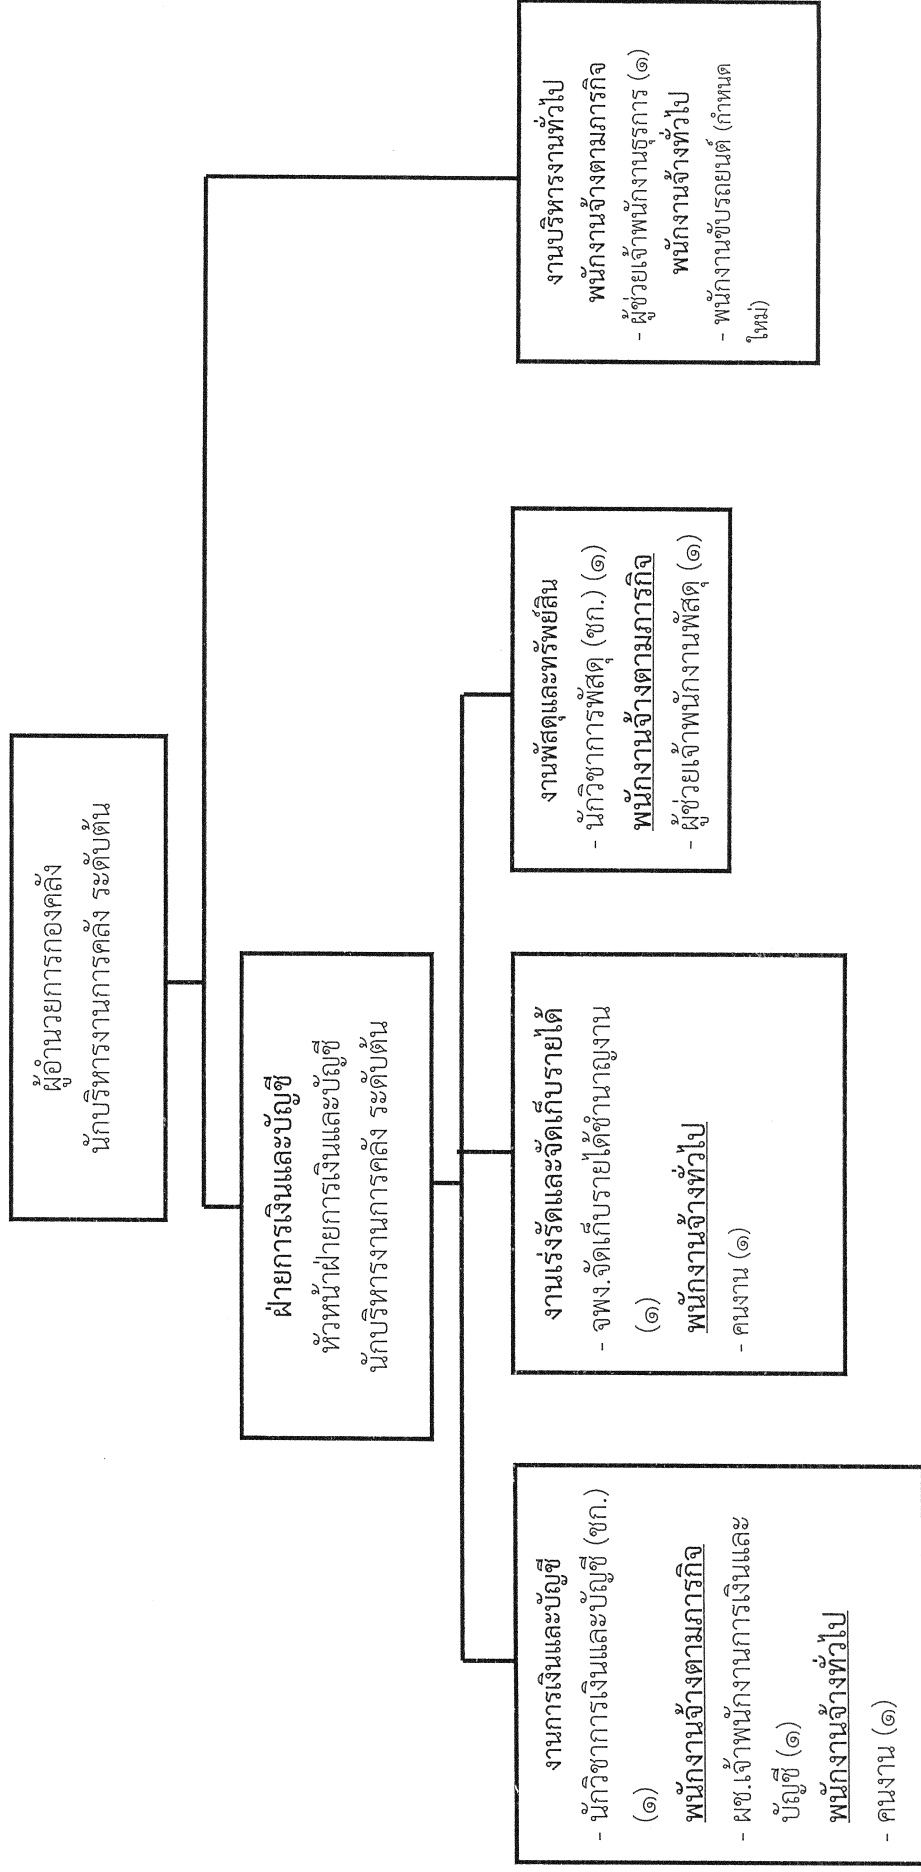 ผู้อำนวยการกองคลัง
นักบริหารงานการคลัง ระดับต้น
ฝ่ายการเงินและบัญชี
หัวหน้าฝ่ายการเงินและบัญชี
นักบริหารงานการคลัง ระดับต้น
งานการเงินและบัญชี
- นักวิชาการเงินและบัญชี (ชก.)
(๑)
พนักงานจ้างตามภารกิจ
- ผช.เจ้าพนักงานการเงินและ
บัญชี (๑)
พนักงานจ้างทั่วไป
- คนงาน (๑)
งานเร่งรัดและจัดเก็บรายได้
- จพง.จัดเก็บรายได้ชำนาญงาน
(๑)
พนักงานจ้างทั่วไป
- คนงาน (๑)
งานพัสดุและทรัพย์สิน
- นักวิชาการพัสดุ (ชก.) (๑)
พนักงานจ้างตามภารกิจ
- ผู้ช่วยเจ้าพนักงานพัสดุ (๑)
งานบริหารงานทั่วไป
พนักงานจ้างตามภารกิจ
- ผู้ช่วยเจ้าพนักงานธุรการ (๑)
พนักงานจ้างทั่วไป
- พนักงานขับรถยนต์ (กำหนด
ใหม่)